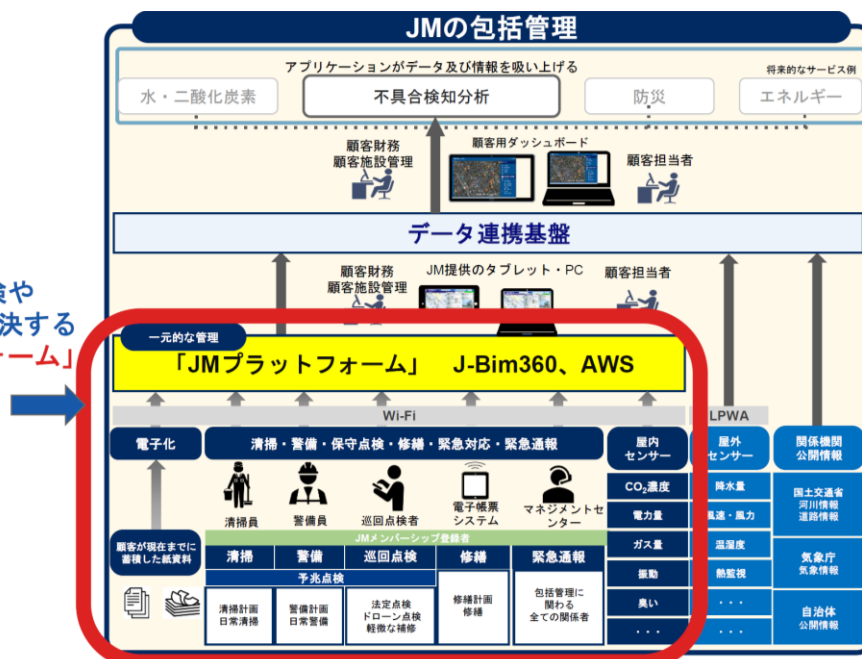 JMの包括管理
アプリケーションがデータ及び情報を吸い上げる
将来的なサービス例
水・二酸化炭素
不具合検知分析
防災
エネルギー
顧客財務
顧客施設管理
顧客用ダッシュボード
顧客担当者
データ連携基盤
顧客財務
顧客施設管理
JM提供のタブレット・PC
顧客担当者
検や
決する
ォーム」
一元的な管理
「JMプラットフォーム」 J-Bim360、AWS
Wi-Fi
LPWA
電子化
清掃・警備・保守点検・修繕・緊急対応・緊急通報
屋内
センサー
屋外
センサー
関係機関
公開情報
清掃員
警備員
巡回点検者
電子帳票
システム
マネジメントセ
ンター
CO₂濃度
電力量
ガス量
振動
臭い
・・・
降水量
風速・風力
温湿度
熱監視
・・・
国土交通省
河川情報
道路情報
気象庁
気象情報
自治体
公開情報
顧客が現在までに
蓄積した紙資料
JMメンバーシップ登録者
清掃
警備
巡回点検
修繕
緊急通報
予兆点検
清掃計画
日常清掃
警備計画
日常警備
法定点検
ドローン点検
軽微な補修
修繕計画
修繕
包括管理に
関わる
全ての関係者